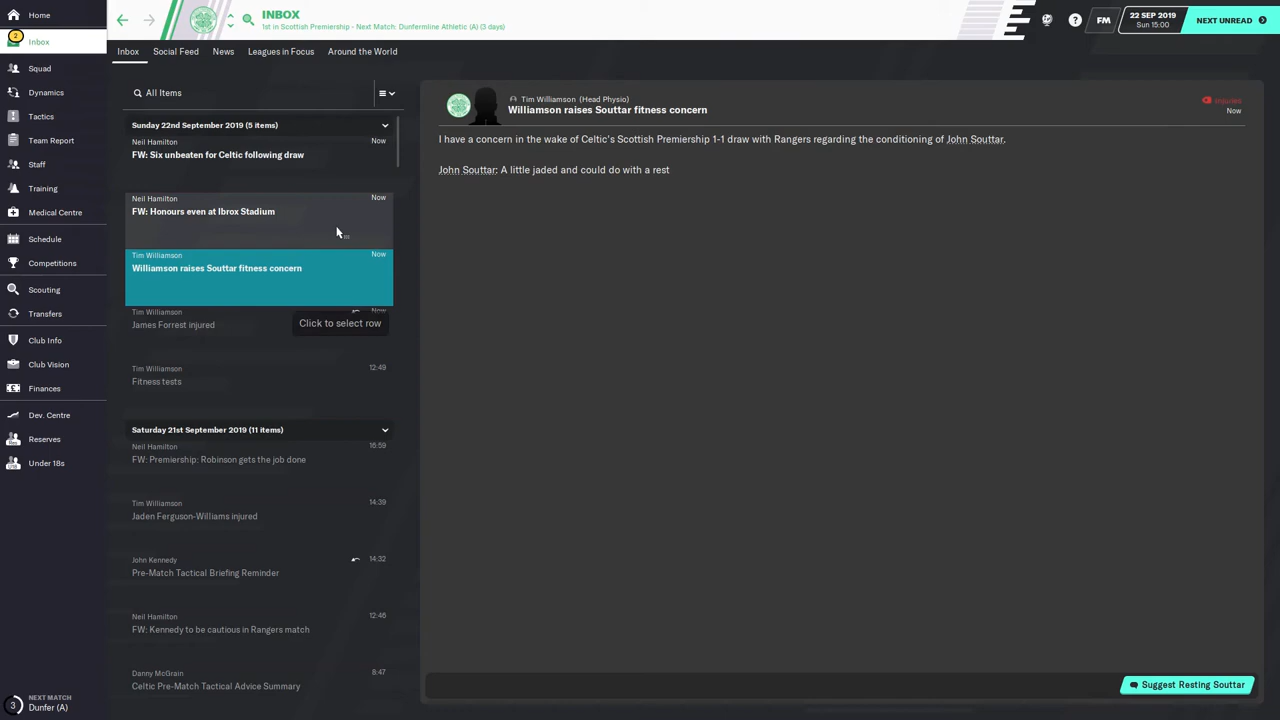 Home
2
Inbox
Squad
Dynamics
Tactics
Team Report
Staff
Training
Medical Centre
Schedule
Competitions
Scouting
Transfers
Club Info
Club Vision
Finances
Dev. Centre
Reserves
Under 18s
3
NEXT MATCH
Dunfer (A)
INBOX
1st in Scottish Premiership - Next Match: Dunfermline Athletic (A) (3 days)
FM
22 SEP 2019
Sun 15:00
NEXT UNREAD
Inbox
Social Feed
News
Leagues in Focus
Around the World
All Items
Sunday 22nd September 2019 (5 items)
Neil Hamilton
Now
FW: Six unbeaten for Celtic following draw
Neil Hamilton
Now
FW: Honours even at Ibrox Stadium
Tim Williamson
Now
Williamson raises Souttar fitness concern
Tim Williamson
Now
James Forrest injured
Click to select row
Tim Williamson
12:49
Fitness tests
Saturday 21st September 2019 (11 items)
Neil Hamilton
16:59
FW: Premiership: Robinson gets the job done
Tim Williamson
14:39
Jaden Ferguson-Williams injured
John Kennedy
14:32
Pre-Match Tactical Briefing Reminder
Neil Hamilton
12:46
FW: Kennedy to be cautious in Rangers match
Danny McGrain
8:47
Celtic Pre-Match Tactical Advice Summary
Tim Williamson (Head Physio)
Williamson raises Souttar fitness concern
Injuries
Now
I have a concern in the wake of Celtic's Scottish Premiership 1-1 draw with Rangers regarding the conditioning of John Souttar.
John Souttar: A little jaded and could do with a rest
Suggest Resting Souttar